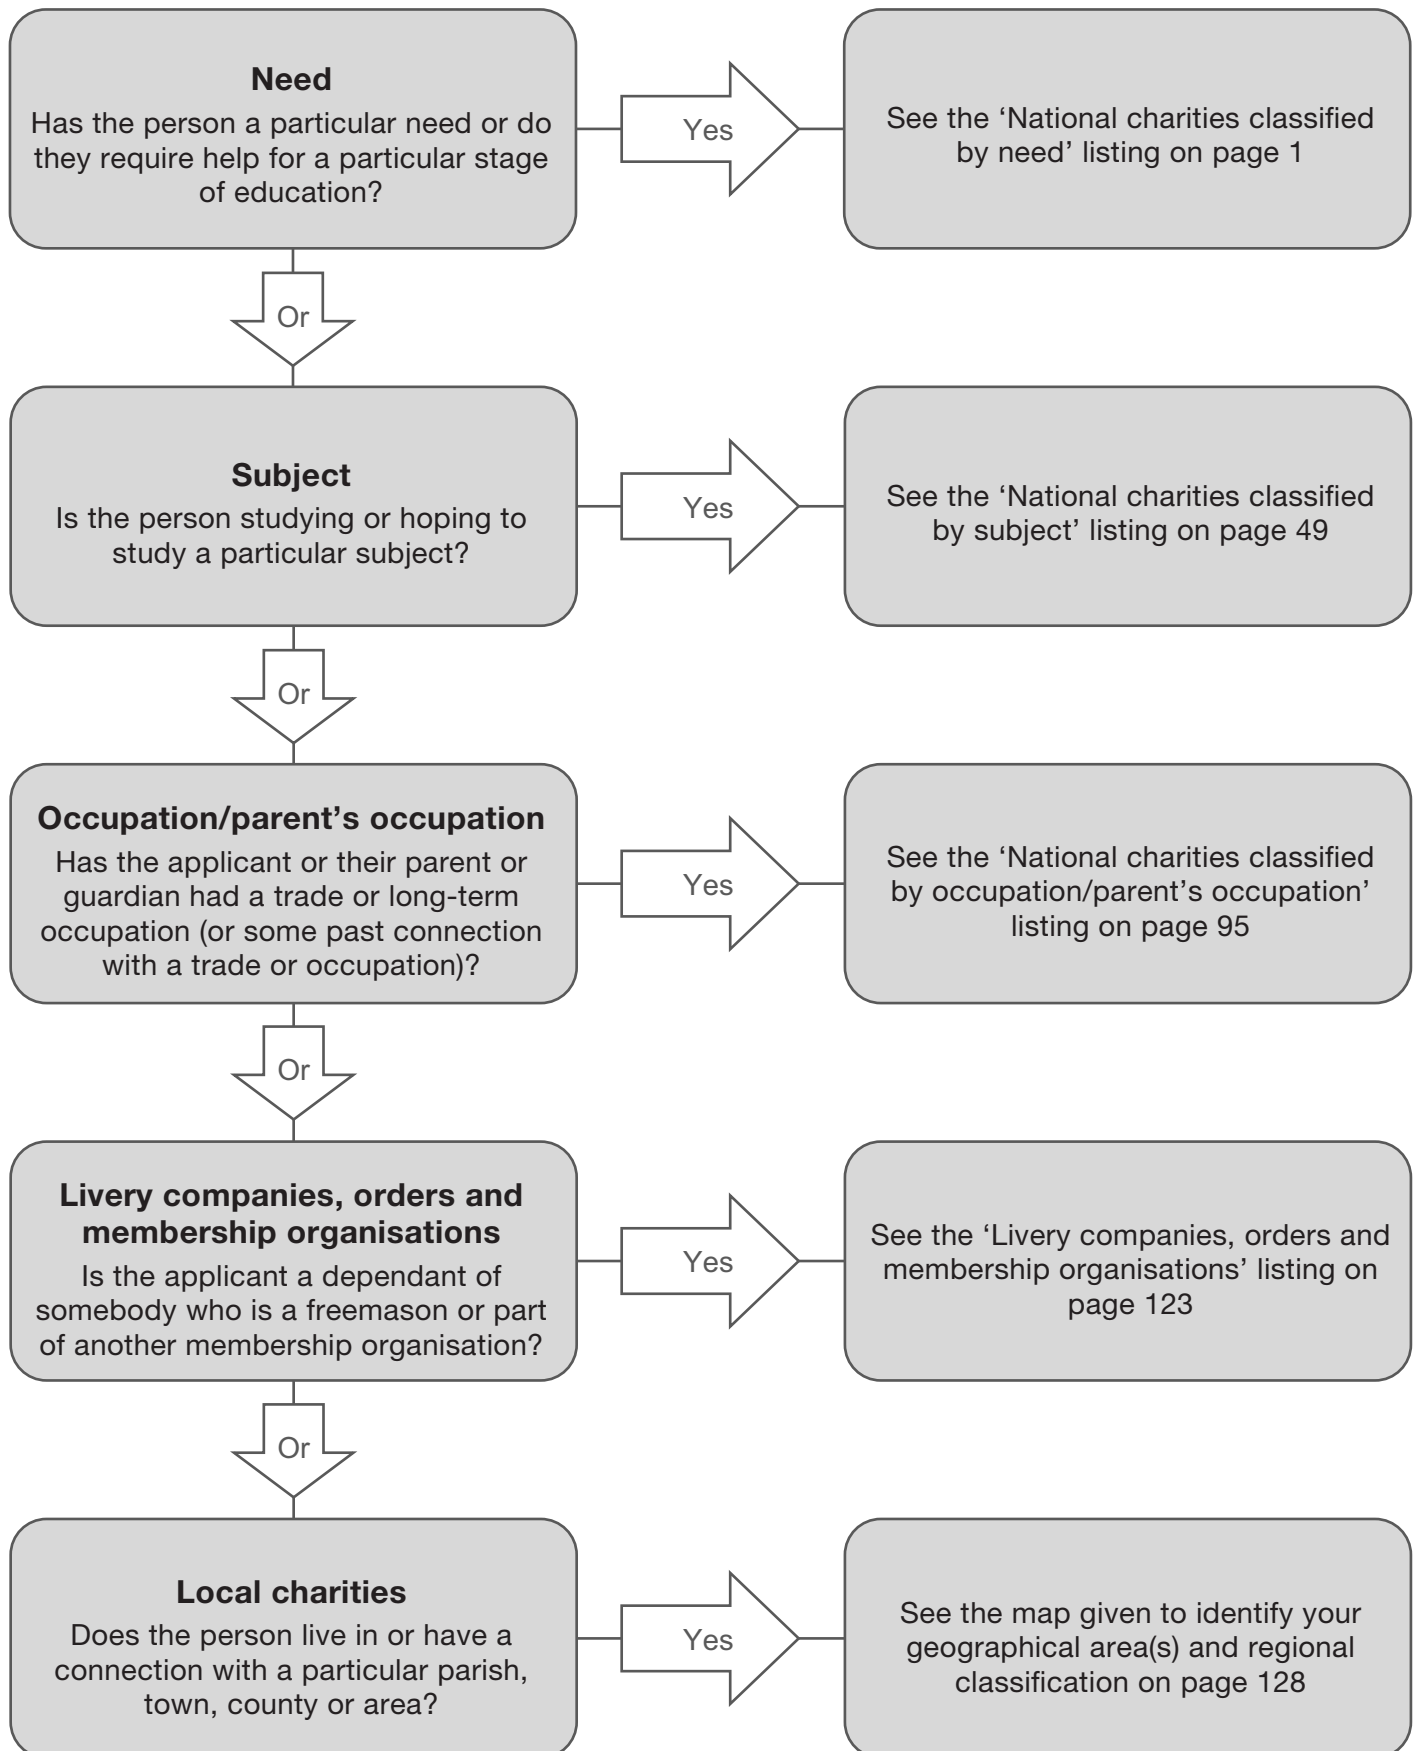 Need
Has the person a particular need or do
they require help for a particular stage
of education?
Yes
See the ‘National charities classified
by need’ listing on page 1
Or
Subject
Is the person studying or hoping to
study a particular subject?
Yes
See the ‘National charities classified
by subject’ listing on page 49
Or
Occupation/parent’s occupation
Has the applicant or their parent or
guardian had a trade or long-term
occupation (or some past connection
with a trade or occupation)?
Yes
See the ‘National charities classified
by occupation/parent’s occupation’
listing on page 95
Or
Livery companies, orders and
membership organisations
Is the applicant a dependant of
somebody who is a freemason or part
of another membership organisation?
Yes
See the ‘Livery companies, orders and
membership organisations’ listing on
page 123
Or
Local charities
Does the person live in or have a
connection with a particular parish,
town, county or area?
Yes
See the map given to identify your
geographical area(s) and regional
classification on page 128